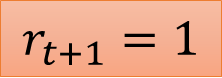 r_{t+1} = 1